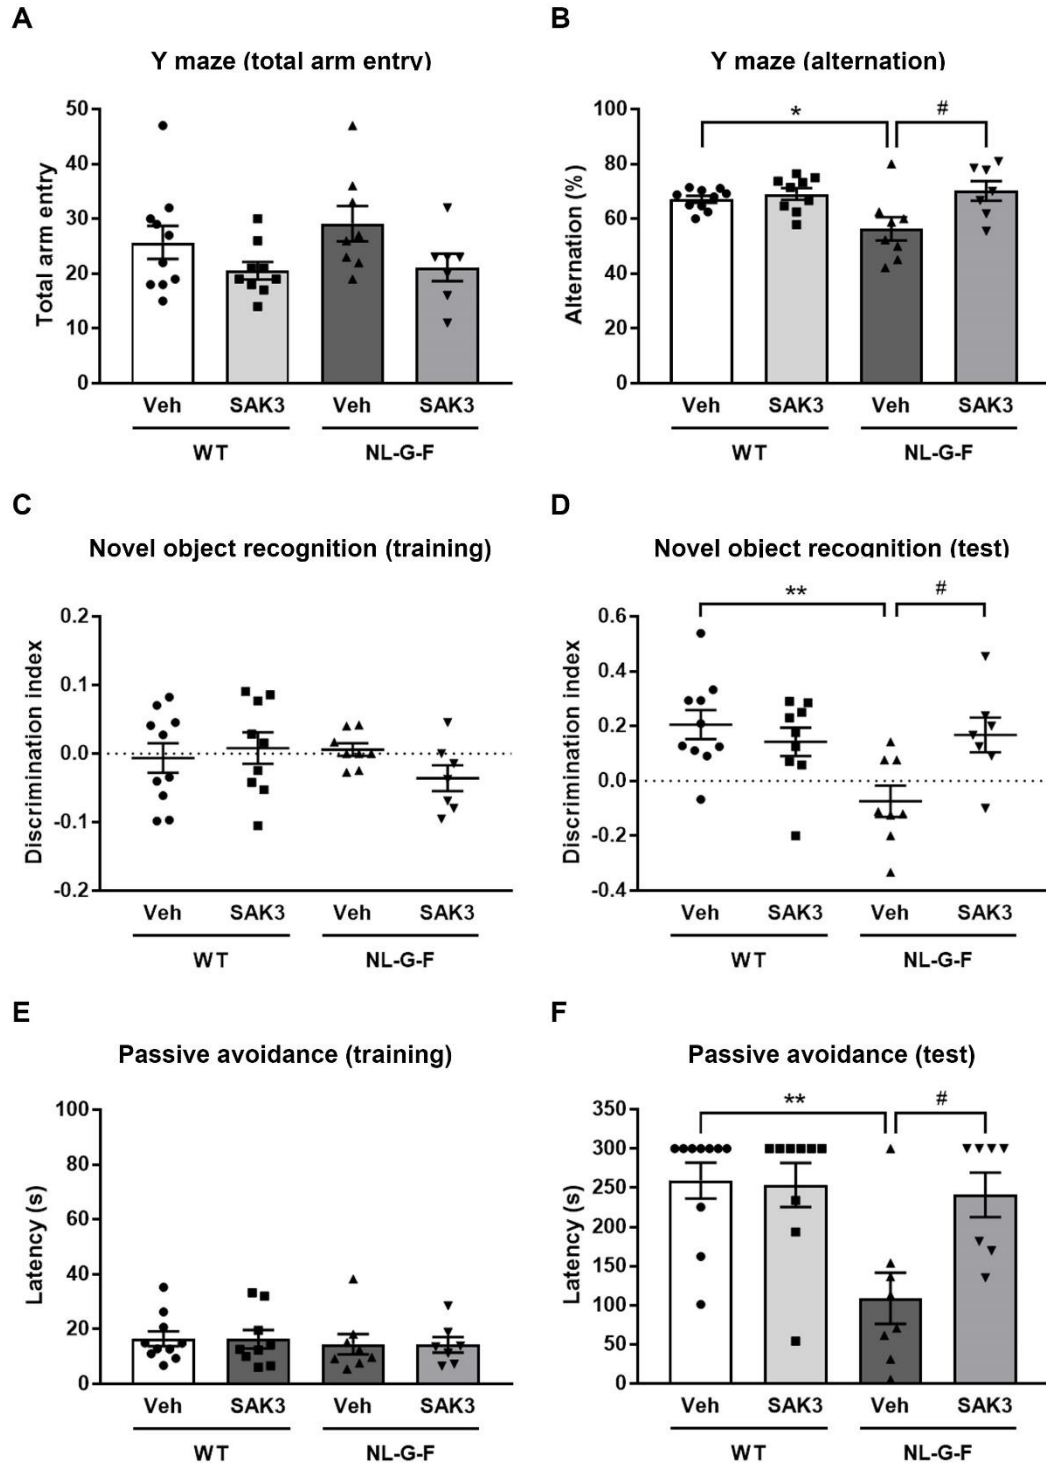 A
B
Y maze (total arm entry)
Y maze (alternation)
50
40
30
20
10
0
Total arm entry
Veh SAK3 Veh SAK3
WT NL-G-F
* #
100
80
60
40
20
0
Alternation (%)
Veh SAK3 Veh SAK3
WT NL-G-F
C
D
Novel object recognition (training)
Novel object recognition (test)
0.2
0.1
0.0
-0.1
-0.2
Discrimination index
Veh SAK3 Veh SAK3
WT NL-G-F
** #
0.6
0.4
0.2
0.0
-0.2
-0.4
Discrimination index
Veh SAK3 Veh SAK3
WT NL-G-F
E
F
Passive avoidance (training)
Passive avoidance (test)
100
80
60
40
20
0
Latency (s)
Veh SAK3 Veh SAK3
WT NL-G-F
** #
350
300
250
200
150
100
50
0
Latency (s)
Veh SAK3 Veh SAK3
WT NL-G-F